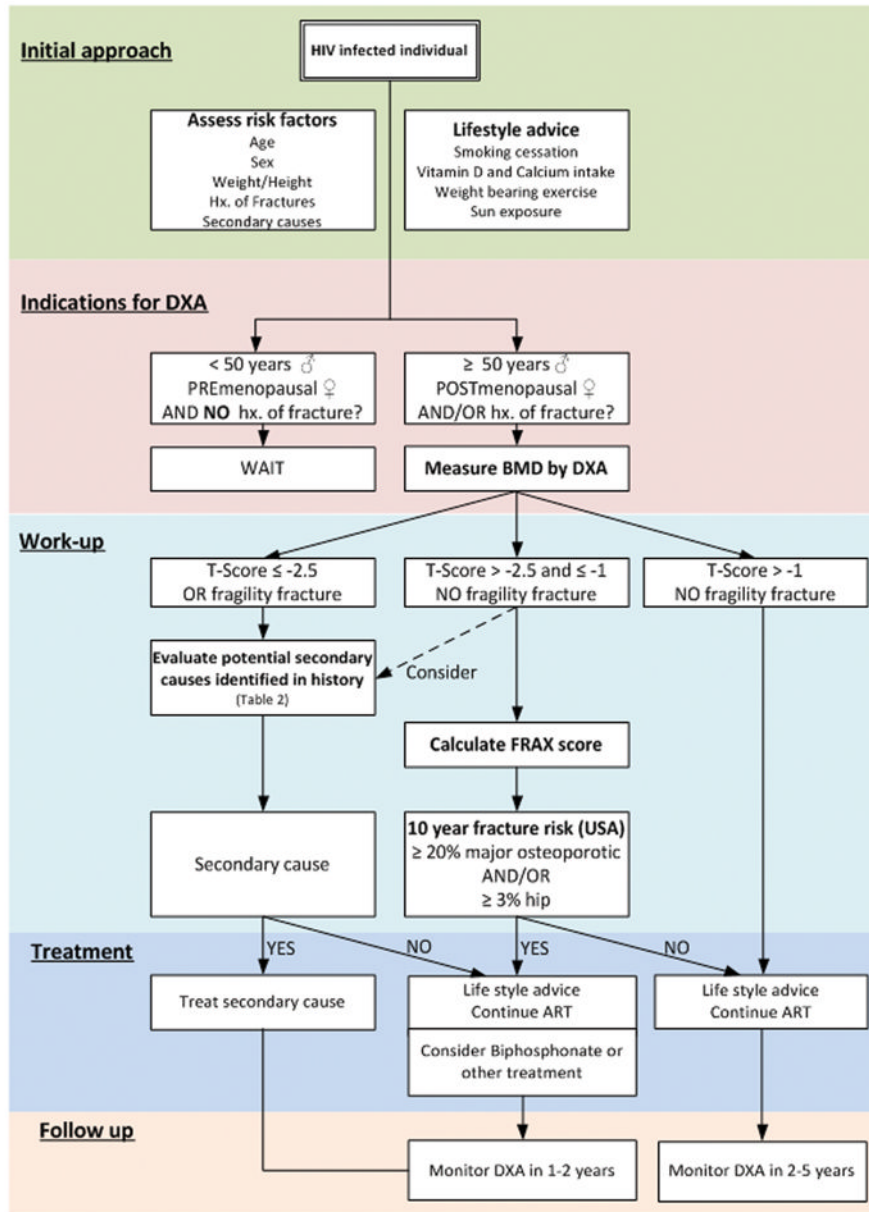 Initial approach
HIV infected individual
Assess risk factors
Age
Sex
Weight/Height
Hx. of Fractures
Secondary causes
Lifestyle advice
Smoking cessation
Vitamin D and Calcium intake
Weight bearing exercise
Sun exposure
Indications for DXA
< 50 years ♂
PREmenopausal ♀
AND NO hx. of fracture?
≥ 50 years ♂
POSTmenopausal ♀
AND/OR hx. of fracture?
WAIT
Measure BMD by DXA
Work-up
T-Score ≤ -2.5
OR fragility fracture
T-Score > -2.5 and ≤ -1
NO fragility fracture
T-Score > -1
NO fragility fracture
Evaluate potential secondary
causes identified in history
(Table 2)
Consider
Calculate FRAX score
Secondary cause
10 year fracture risk (USA)
≥ 20% major osteoporotic
AND/OR
≥ 3% hip
Treatment
YES
NO
YES
NO
Treat secondary cause
Life style advice
Continue ART
Consider Biphosphonate or
other treatment
Life style advice
Continue ART
Follow up
Monitor DXA in 1-2 years
Monitor DXA in 2-5 years